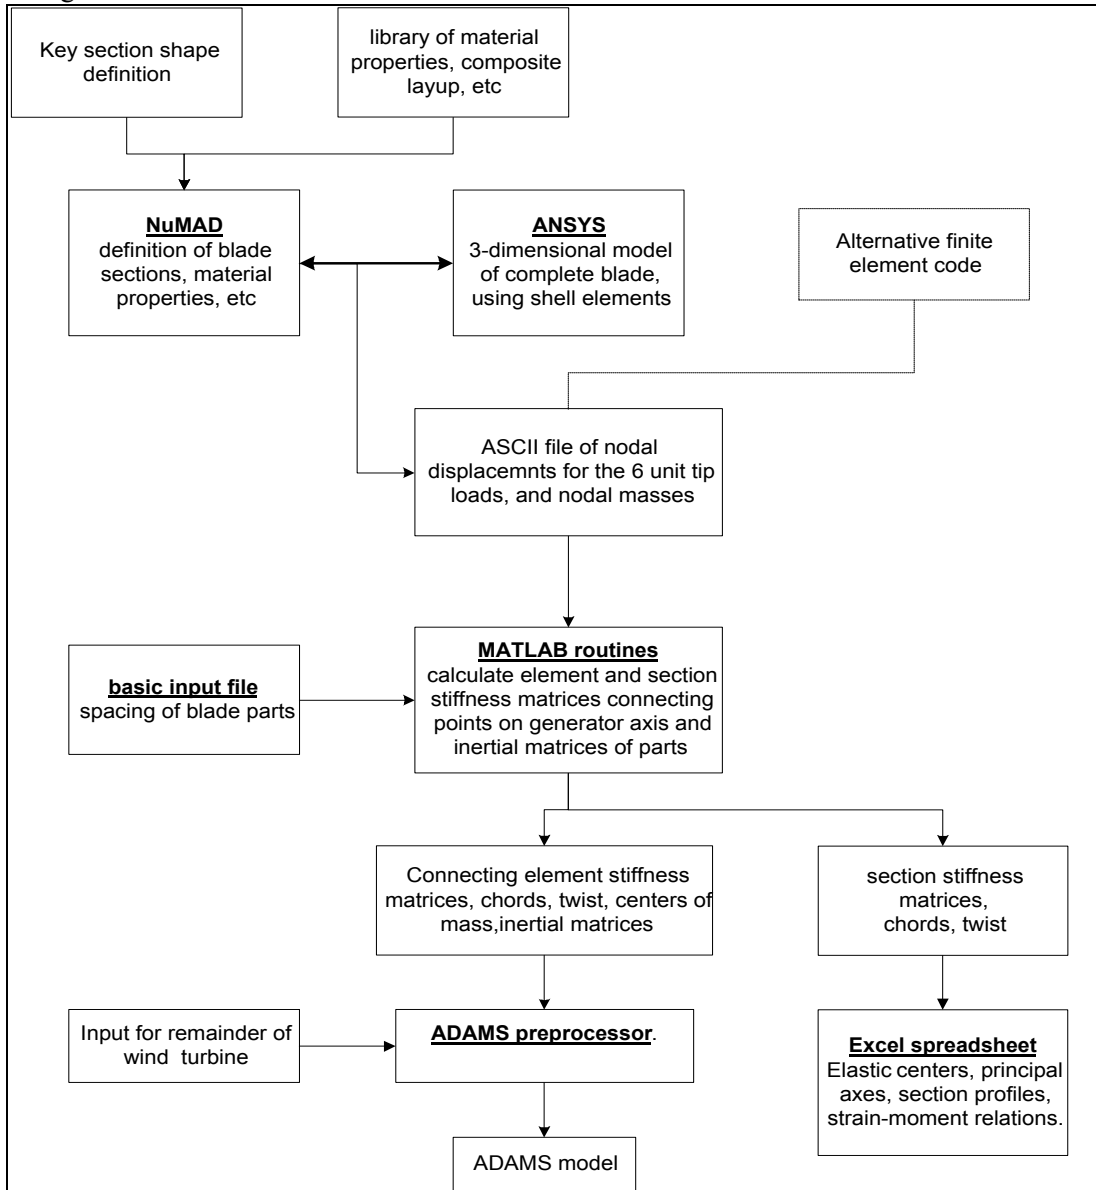 Key section shape
definition
library of material
properties, composite
layup, etc
NuMAD
definition of blade
sections, material
properties, etc
ANSYS
3-dimensional model
of complete blade,
using shell elements
Alternative finite
element code
ASCII file of nodal
displacemnts for the 6 unit tip
loads, and nodal masses
basic input file
spacing of blade parts
MATLAB routines
calculate element and section
stiffness matrices connecting
points on generator axis and
inertial matrices of parts
Connecting element stiffness
matrices, chords, twist, centers of
mass,inertial matrices
section stiffness
matrices,
chords, twist
Input for remainder of
wind turbine
ADAMS preprocessor.
Excel spreadsheet
Elastic centers, principal
axes, section profiles,
strain-moment relations.
ADAMS model